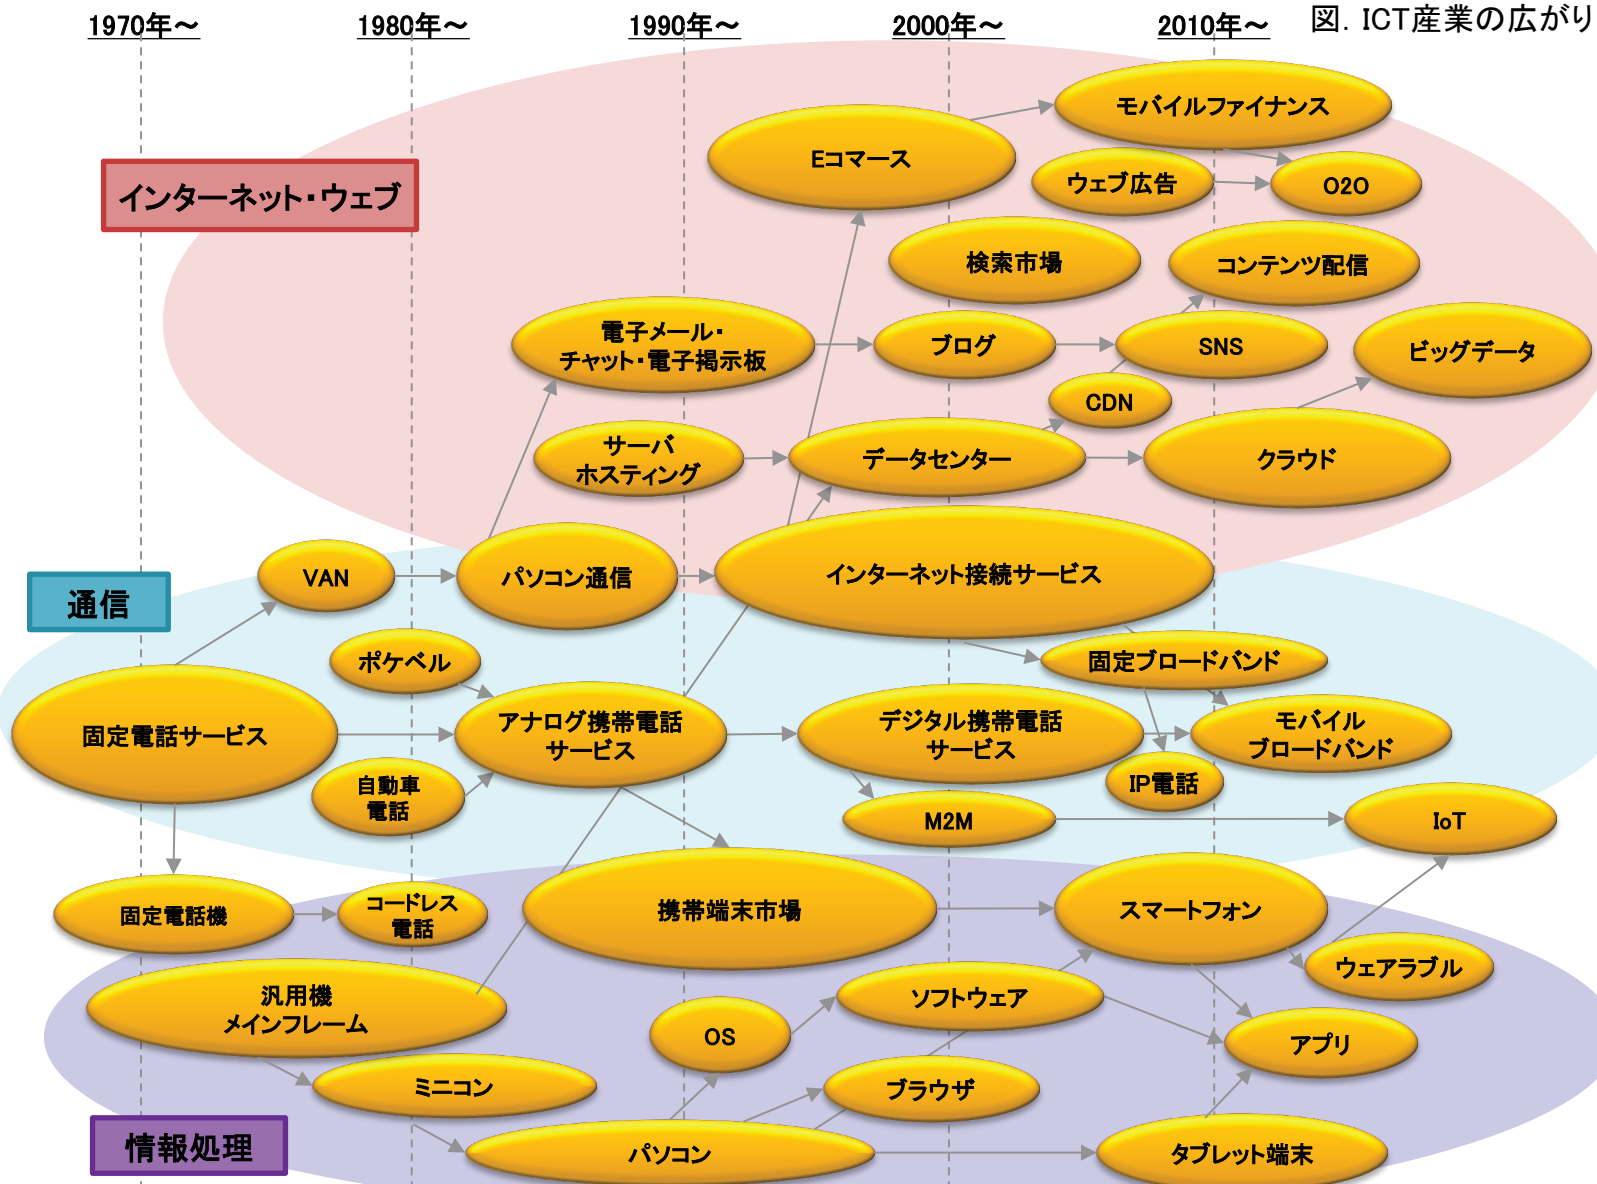 1970年～
1980年～
1990年～
2000年～
2010年～
図. ICT産業の広がり
モバイルファイナンス
Eコマース
ウェブ広告
O2O
インターネット・ウェブ
検索市場
コンテンツ配信
電子メール・
チャット・電子掲示板
ブログ
SNS
ビッグデータ
CDN
サーバ
ホスティング
データセンター
クラウド
VAN
パソコン通信
インターネット接続サービス
通信
ポケベル
固定ブロードバンド
固定電話サービス
アナログ携帯電話
サービス
デジタル携帯電話
サービス
モバイル
ブロードバンド
自動車
電話
IP電話
M2M
IoT
固定電話機
コードレス
電話
携帯端末市場
スマートフォン
ウェアラブル
汎用機
メインフレーム
OS
ソフトウェア
アプリ
ミニコン
ブラウザ
情報処理
パソコン
タブレット端末